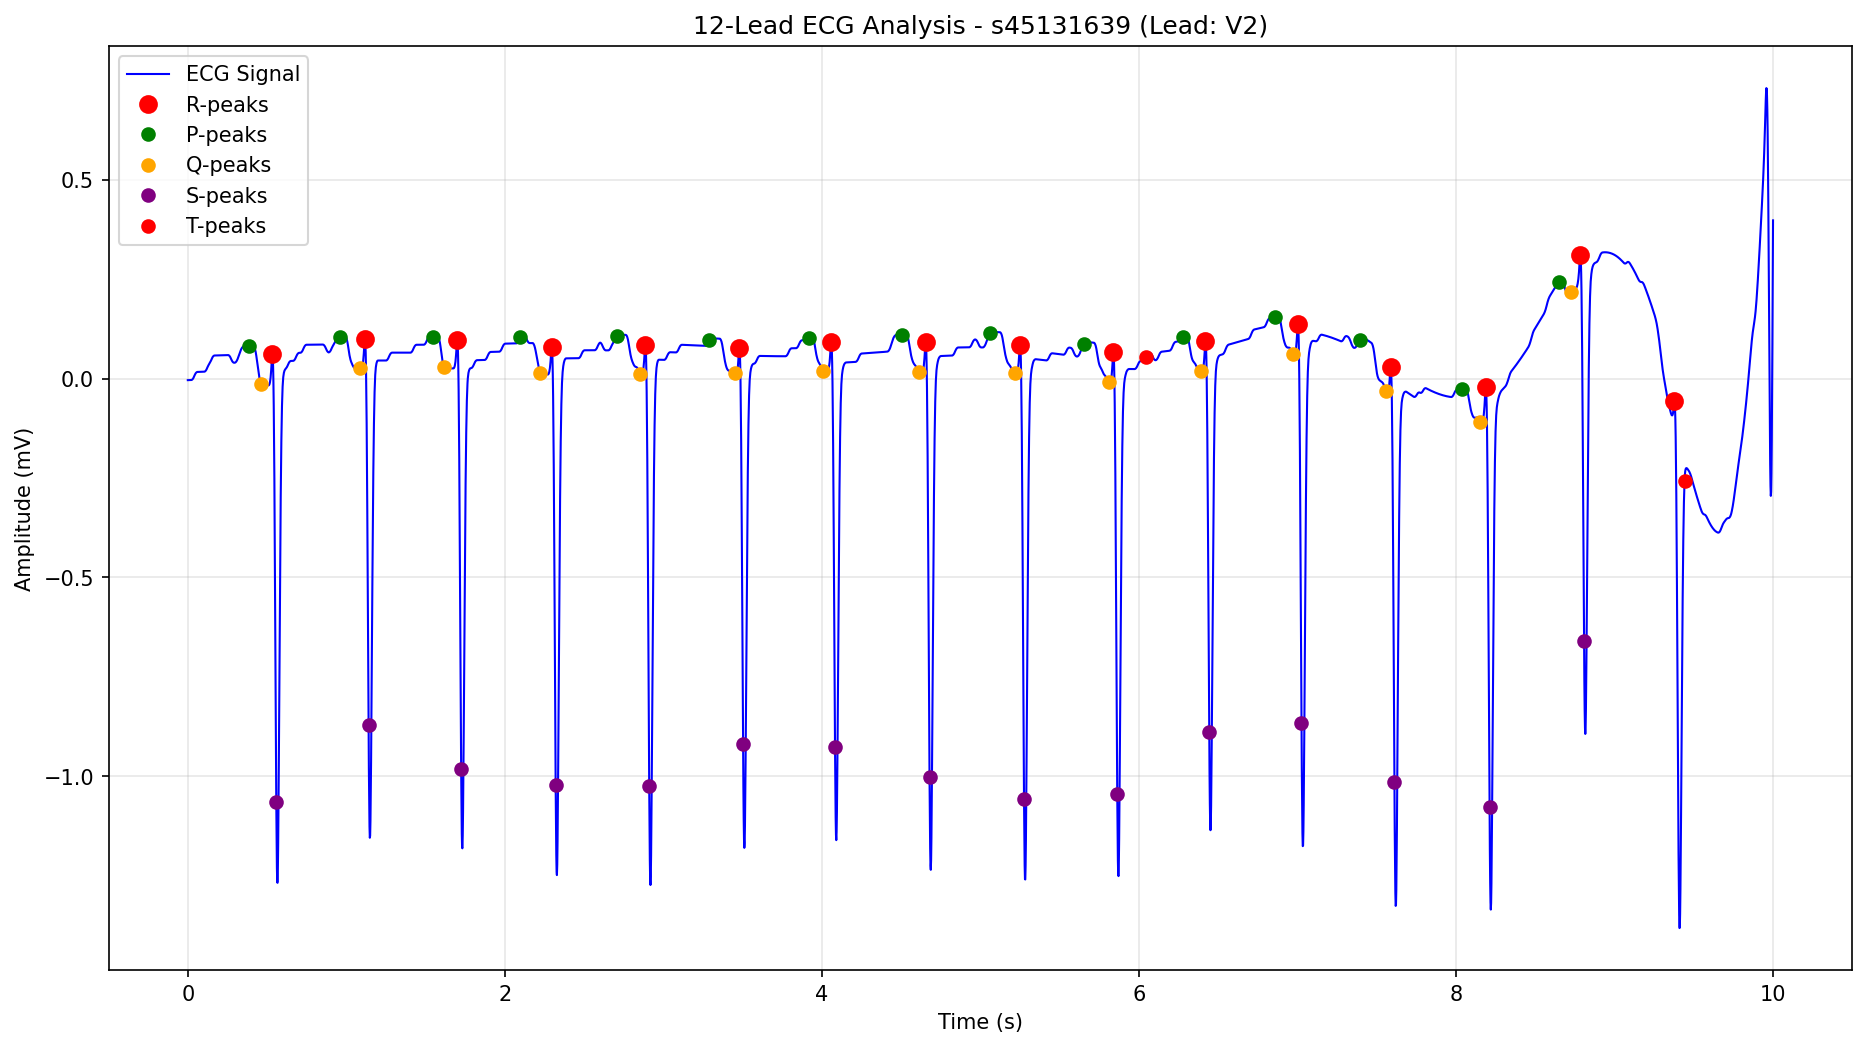 12-Lead ECG Analysis - s45131639 (Lead: V2)
ECG Signal
R-peaks
P-peaks
Q-peaks
S-peaks
T-peaks
0.5
0.0
−0.5
−1.0
Amplitude (mV)
0 2 4 6 8 10
Time (s)